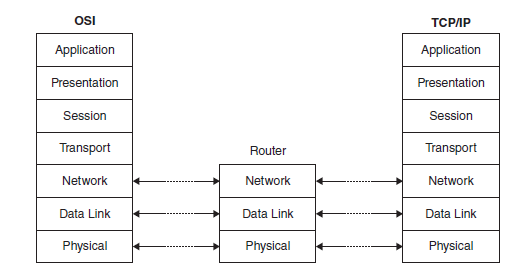 OSI
TCP/IP
Application
Application
Presentation
Presentation
Session
Session
Transport
Router
Transport
Network
Network
Network
Data Link
Data Link
Data Link
Physical
Physical
Physical